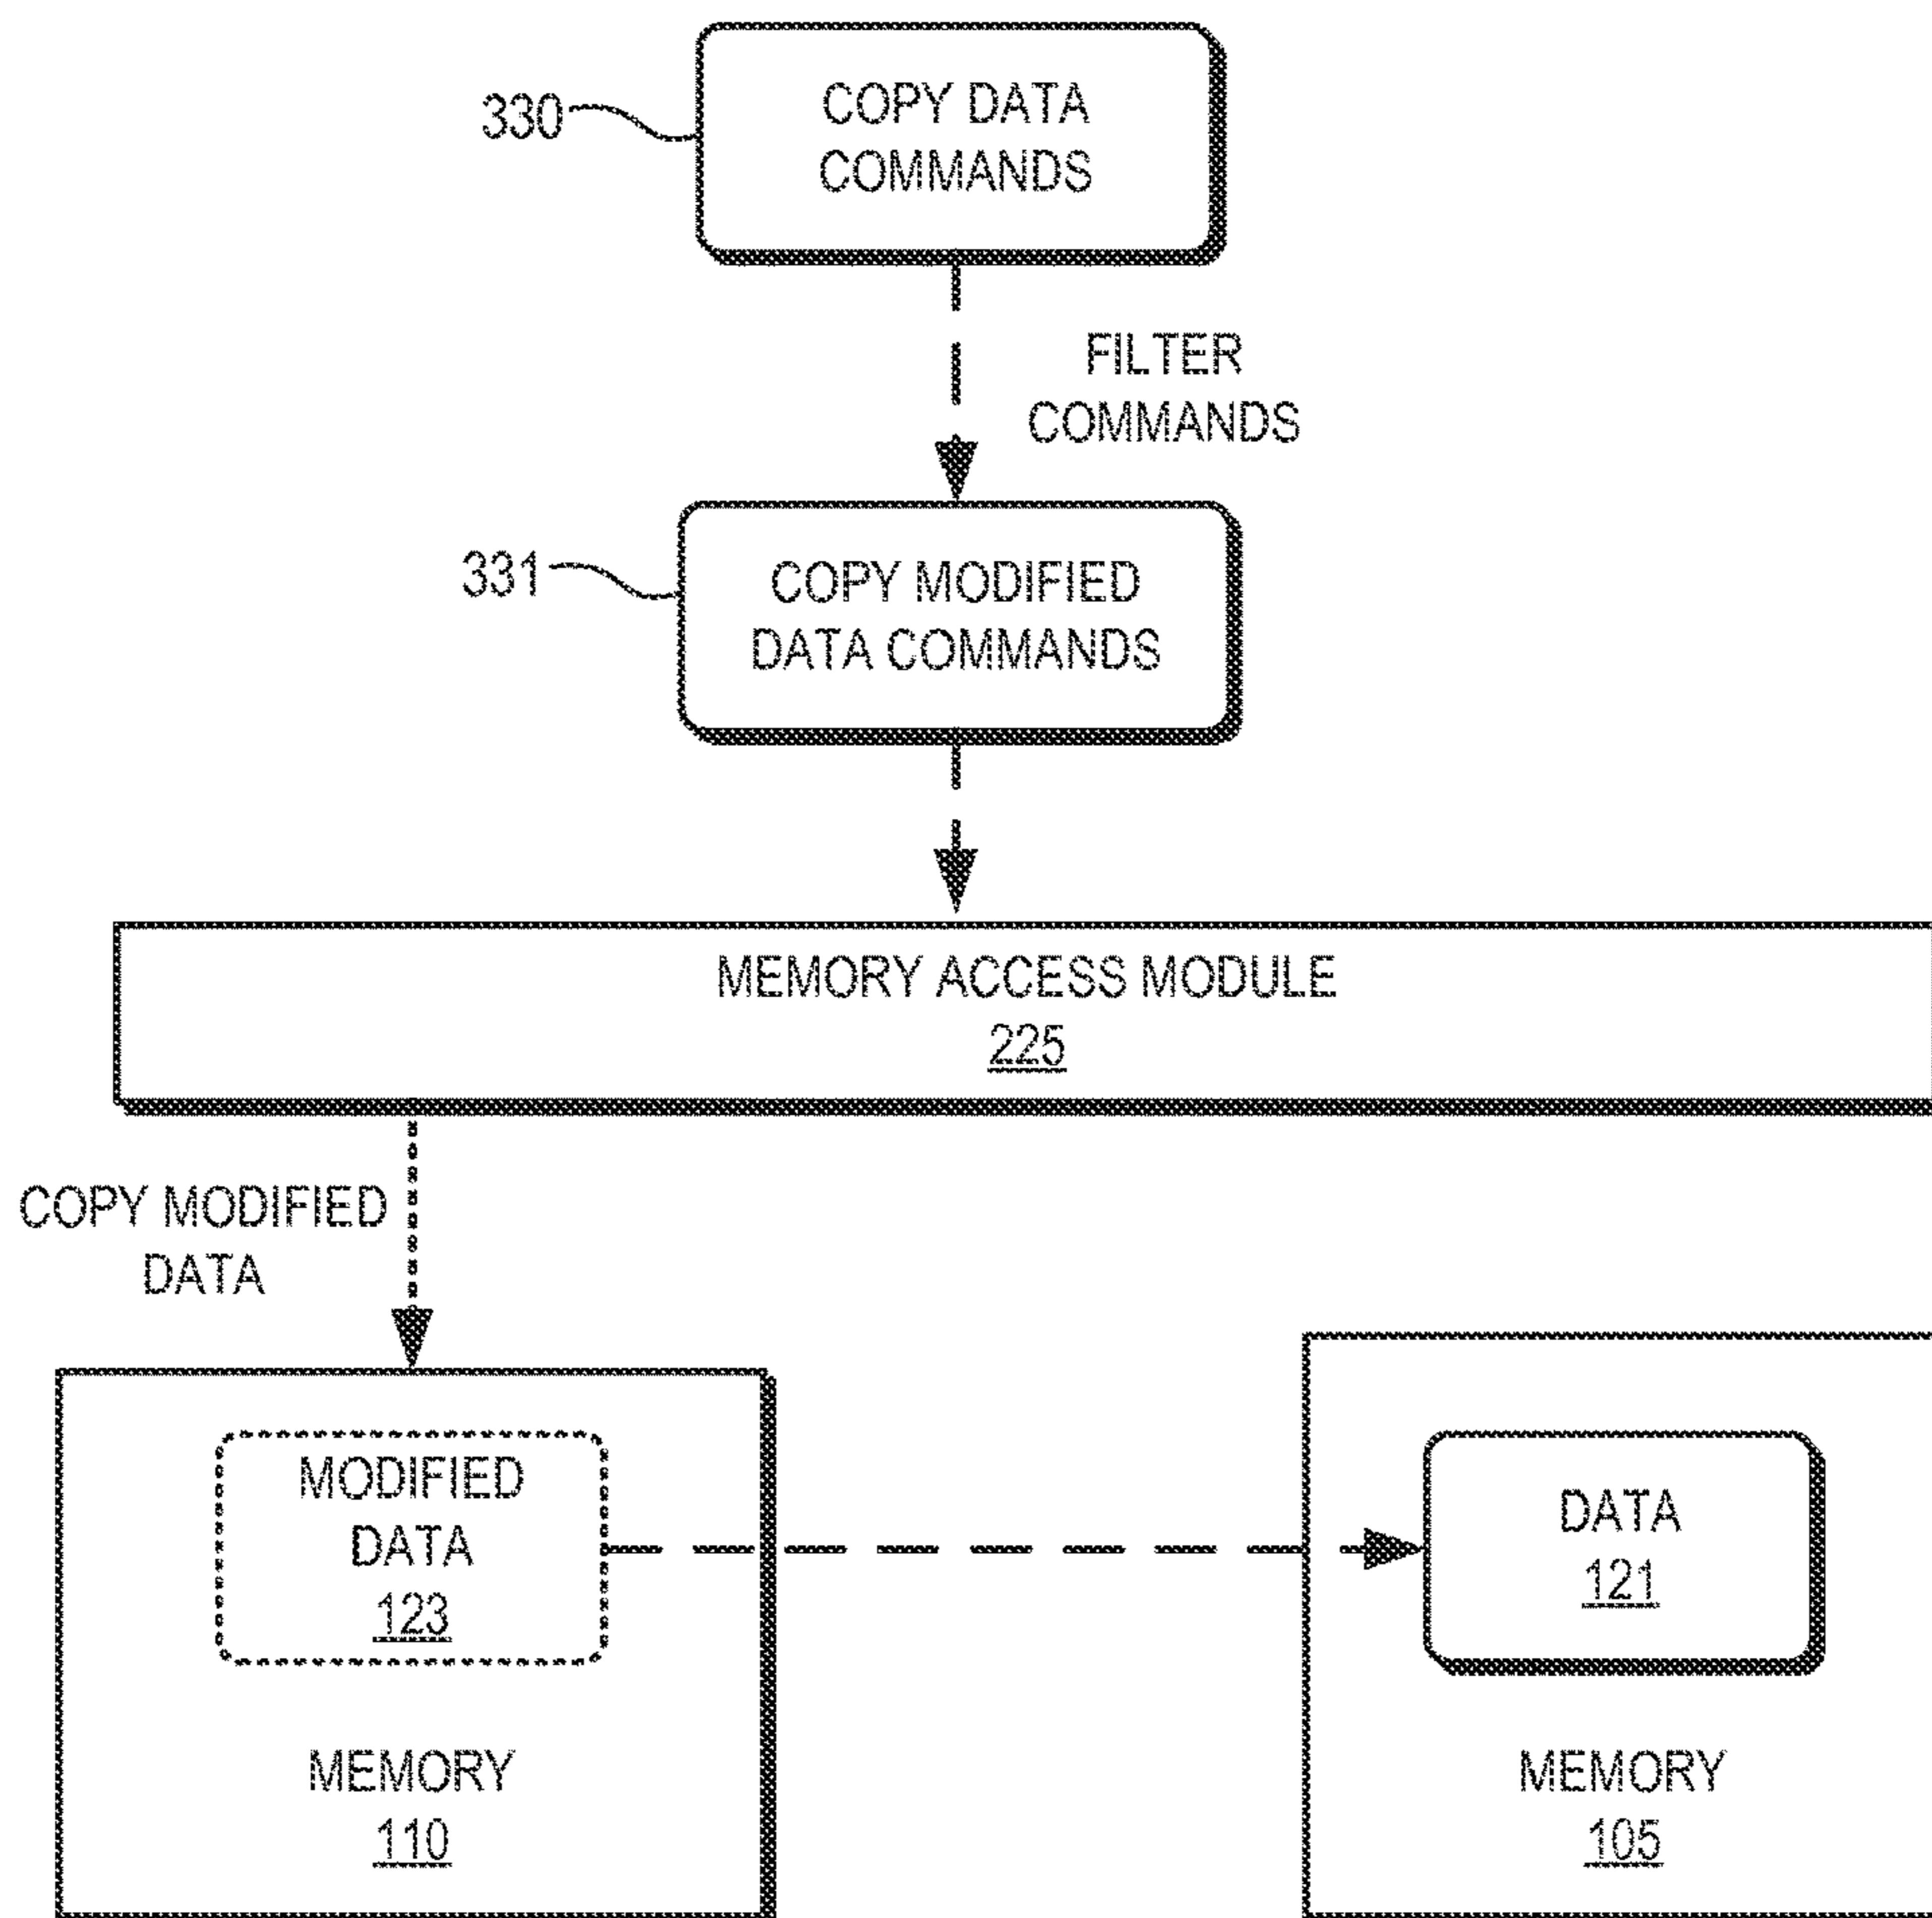 330
COPY DATA
COMMANDS
FILTER
COMMANDS
331
COPY MODIFIED
DATA COMMANDS
MEMORY ACCESS MODULE
225
COPY MODIFIED
DATA
MODIFIED
DATA
123
MEMORY
110
DATA
121
MEMORY
105